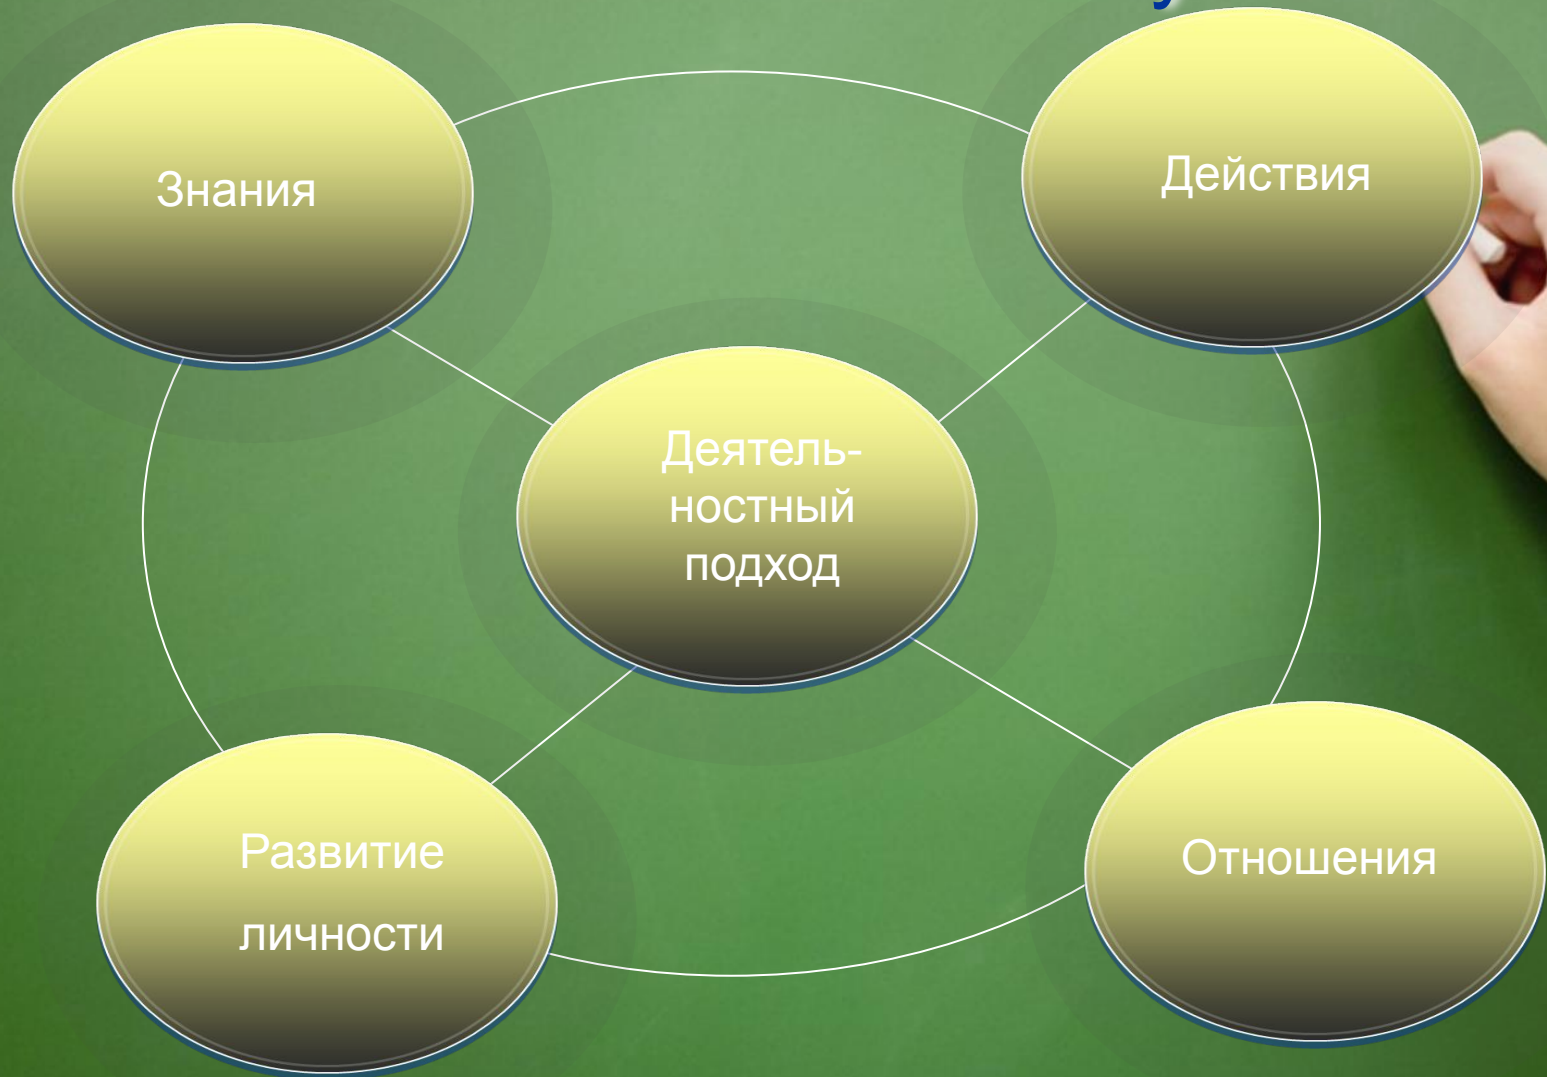 Знания
Действия
Деятель-
ностный
подход
Развитие
личности
Отношения